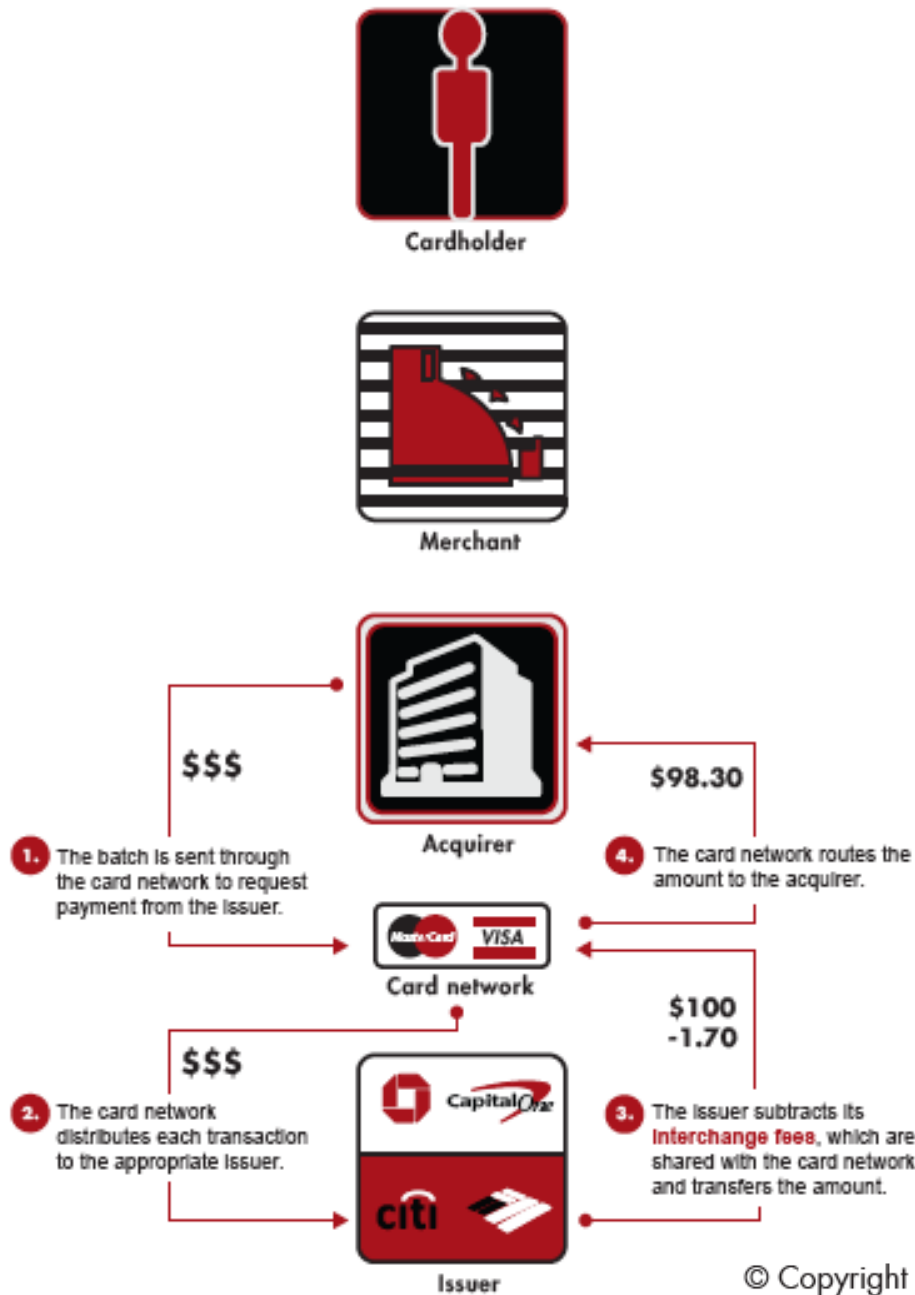 Cardholder
Merchant
$$$
$98.30
Acquirer
1. The batch is sent through
the card network to request
payment from the issuer.
4. The card network routes the
amount to the acquirer.
MasterCard VISA
Card network
$100
-1.70
$$$
2. The card network
distributes each transaction
to the appropriate issuer.
CapitalOne
citi
3. The issuer subtracts its
interchange fees, which are
shared with the card network
and transfers the amount.
Issuer
© Copyright